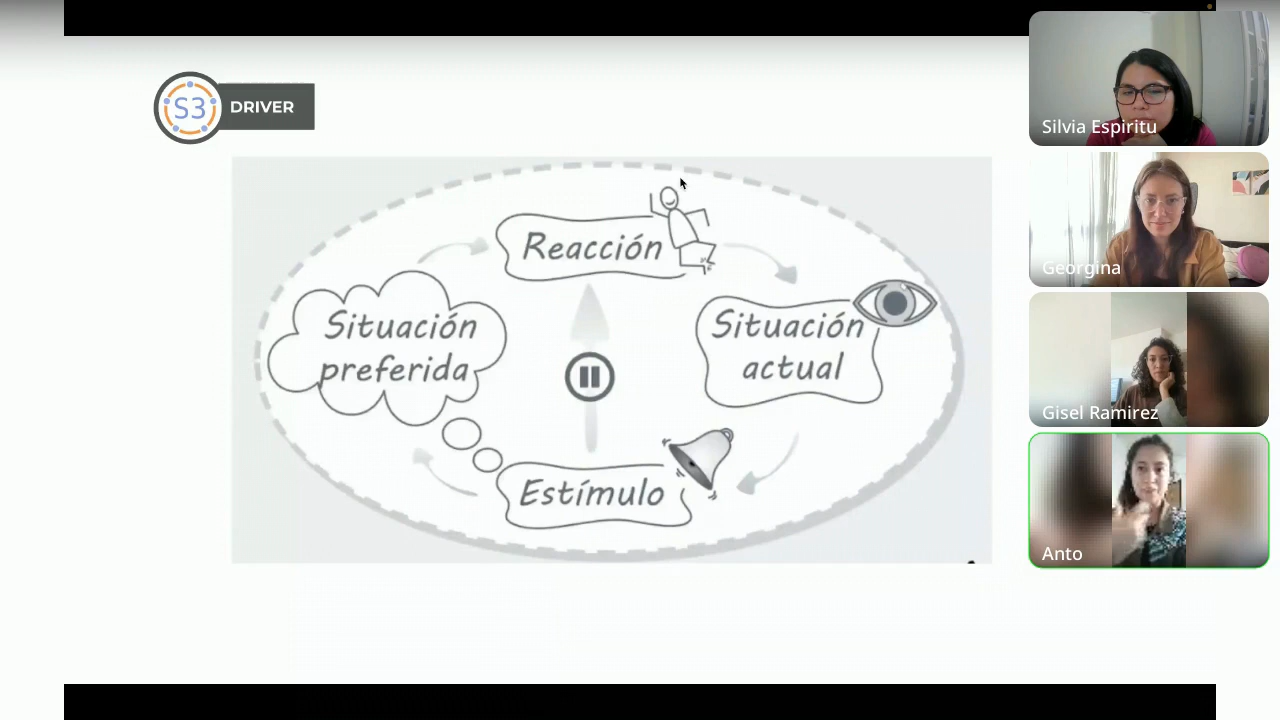 S3 DRIVER
Reacción
Situación
preferida
Situación
actual
Estímulo
Silvia Espiritu
Georgina
Gisel Ramirez
Anto